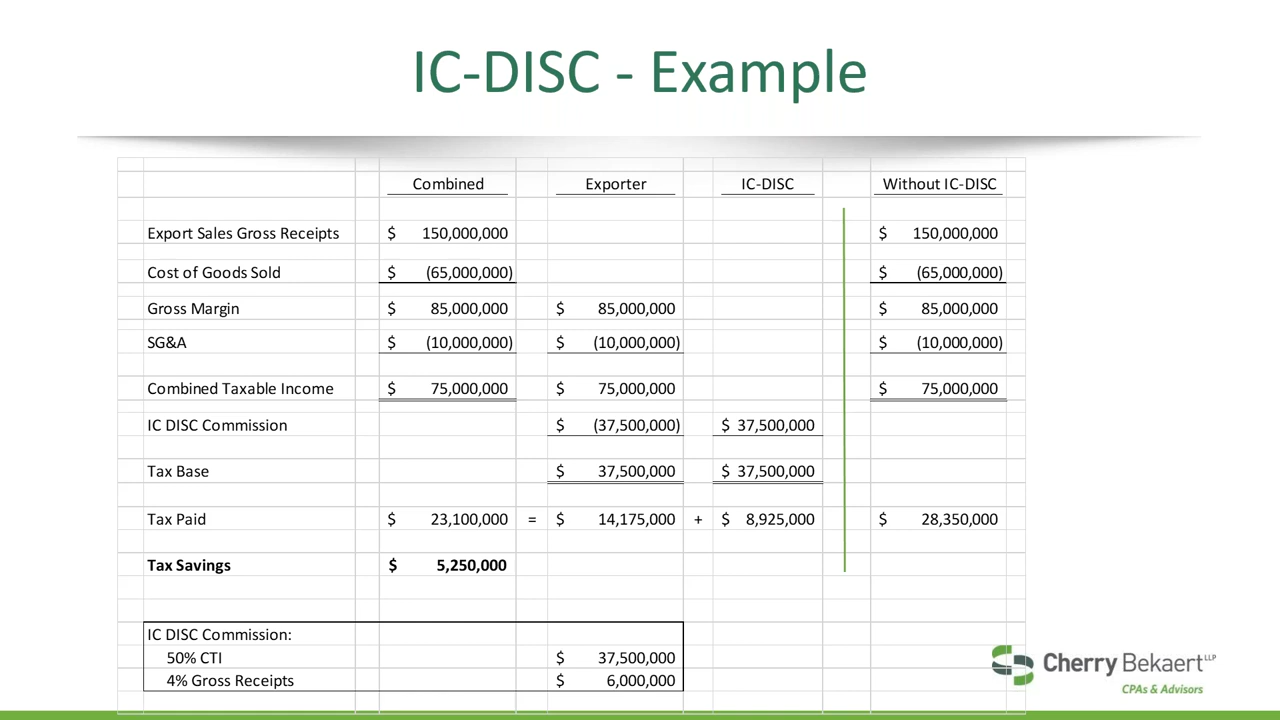 IC-DISC - Example
Combined Exporter IC-DISC Without IC-DISC
Export Sales Gross Receipts $ 150,000,000 $ 150,000,000
Cost of Goods Sold $ (65,000,000) $ (65,000,000)
Gross Margin $ 85,000,000 $ 85,000,000 $ 85,000,000
SG&A $ (10,000,000) $ (10,000,000) $ (10,000,000)
Combined Taxable Income $ 75,000,000 $ 75,000,000 $ 75,000,000
IC DISC Commission $ (37,500,000) $ 37,500,000
Tax Base $ 37,500,000 $ 37,500,000
Tax Paid $ 23,100,000 = $ 14,175,000 + $ 8,925,000 $ 28,350,000
Tax Savings $ 5,250,000
IC DISC Commission:
50% CTI $ 37,500,000
4% Gross Receipts $ 6,000,000
Cherry Bekaert LLP
CPAs & Advisors